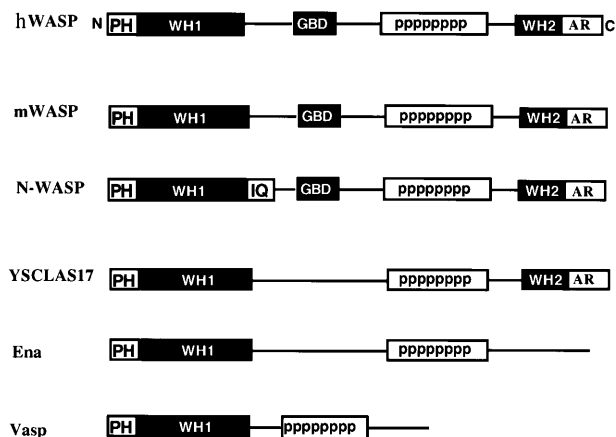 hWASP N PH WH1 GBD pppppppp WH2 AR C
mWASP PH WH1 GBD pppppppp WH2 AR
N-WASP PH WH1 IQ GBD pppppppp WH2 AR
YSCLAS17 PH WH1 pppppppp WH2 AR
Ena PH WH1 pppppppp
Vasp PH WH1 pppppppp